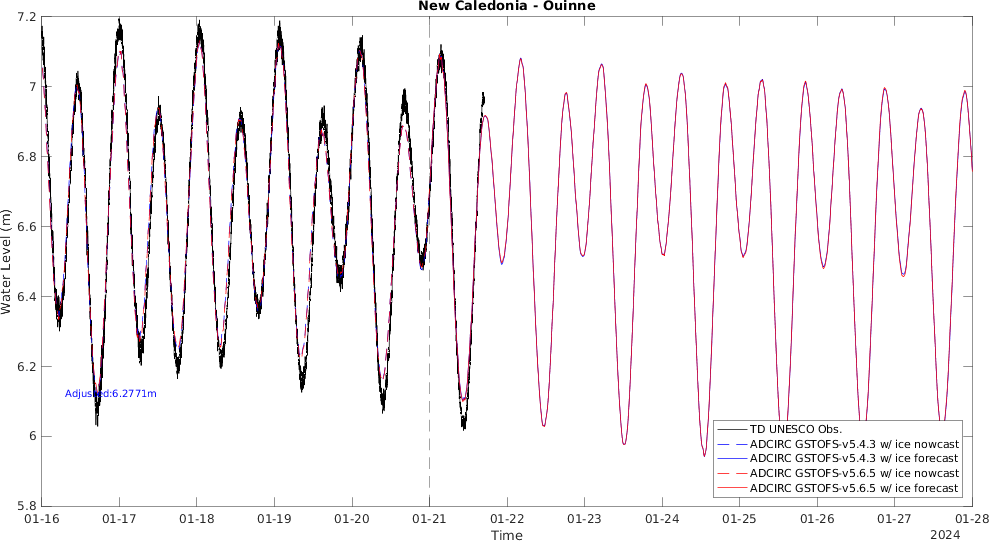 New Caledonia - Ouinne
7.2
7
6.8
6.6
6.4
6.2
6
5.8
Water Level (m)
Adjusted:6.2771m
TD UNESCO Obs.
ADCIRC GSTOFS-v5.4.3 w/ ice nowcast
ADCIRC GSTOFS-v5.4.3 w/ ice forecast
ADCIRC GSTOFS-v5.6.5 w/ ice nowcast
ADCIRC GSTOFS-v5.6.5 w/ ice forecast
01-16 01-17 01-18 01-19 01-20 01-21 01-22 01-23 01-24 01-25 01-26 01-27 01-28
Time
2024